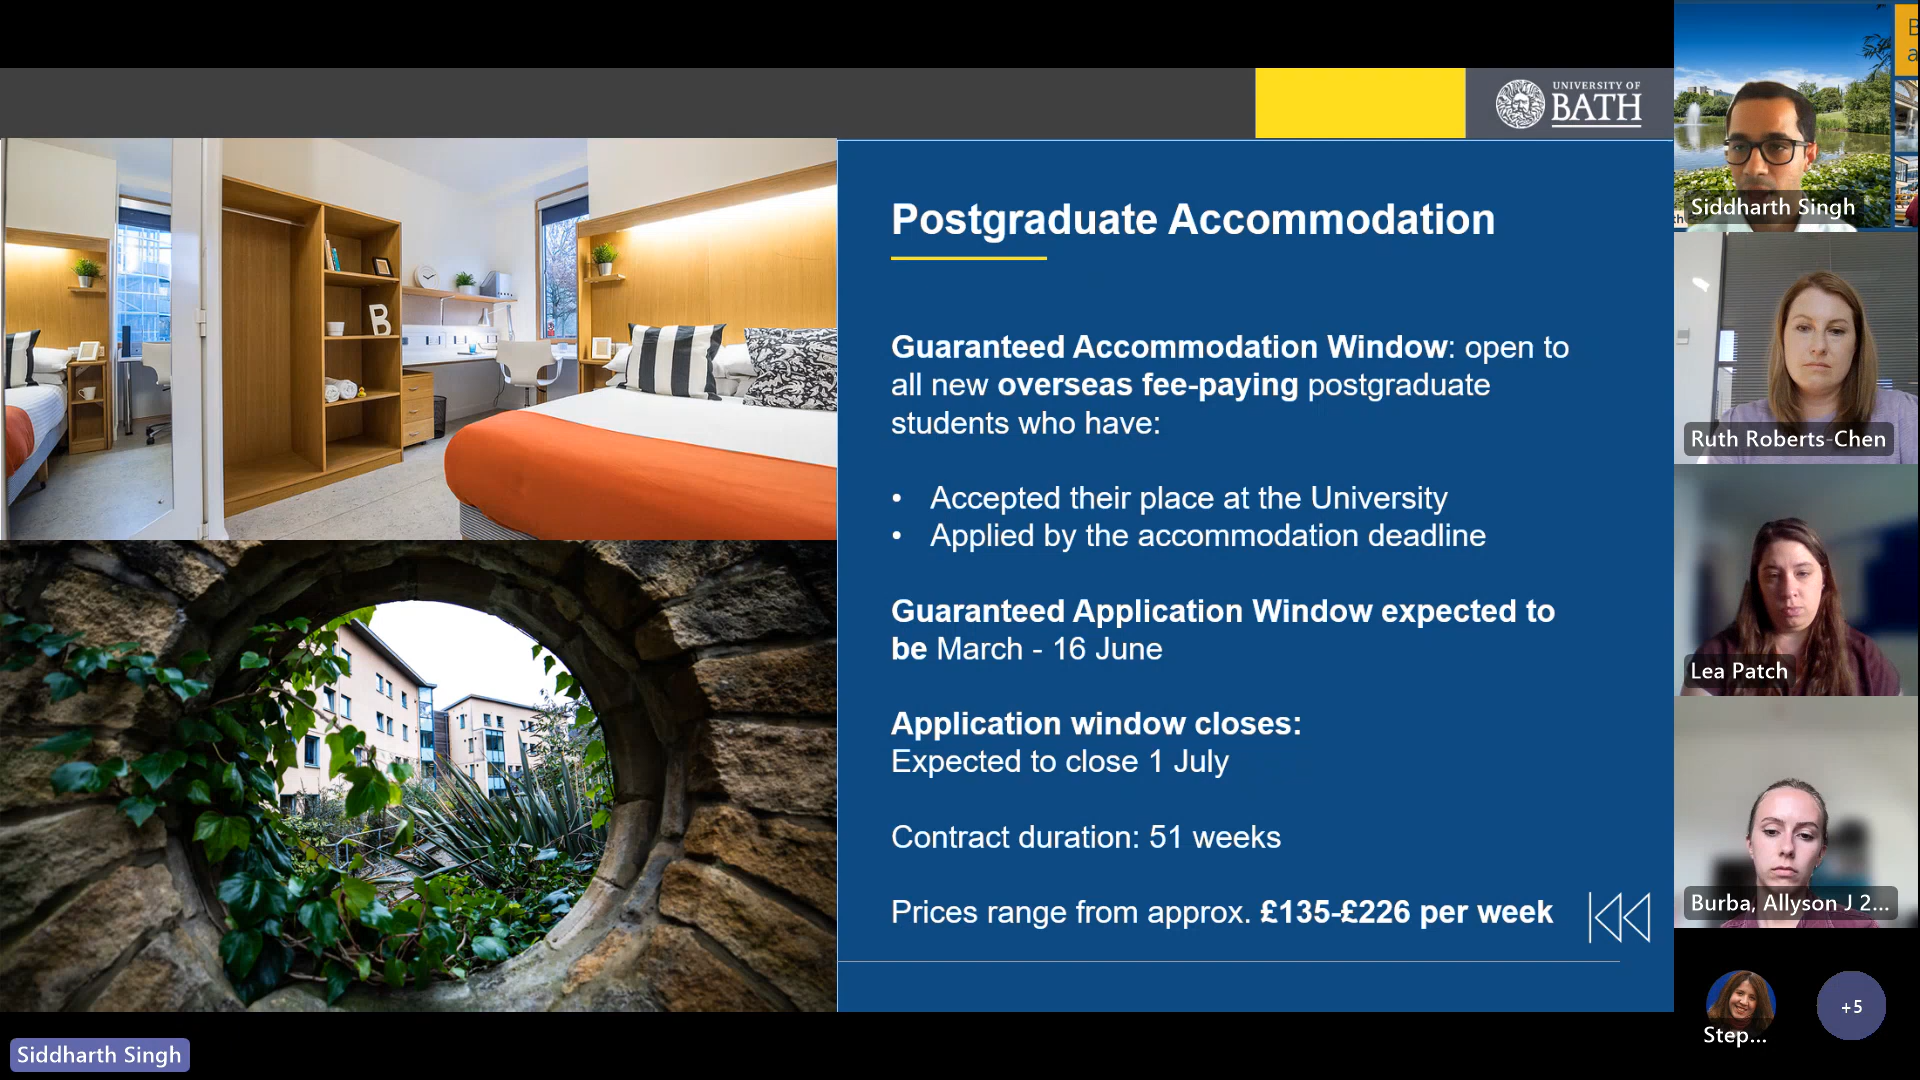 UNIVERSITY OF
BATH
Postgraduate Accommodation
Guaranteed Accommodation Window: open to
all new overseas fee-paying postgraduate
students who have:
• Accepted their place at the University
• Applied by the accommodation deadline
Guaranteed Application Window expected to
be March - 16 June
Application window closes:
Expected to close 1 July
Contract duration: 51 weeks
Prices range from approx. £135-£226 per week
B
Siddharth Singh
Siddharth Singh
Ruth Roberts-Chen
Lea Patch
Burba, Allyson J 2...
Step...
+5